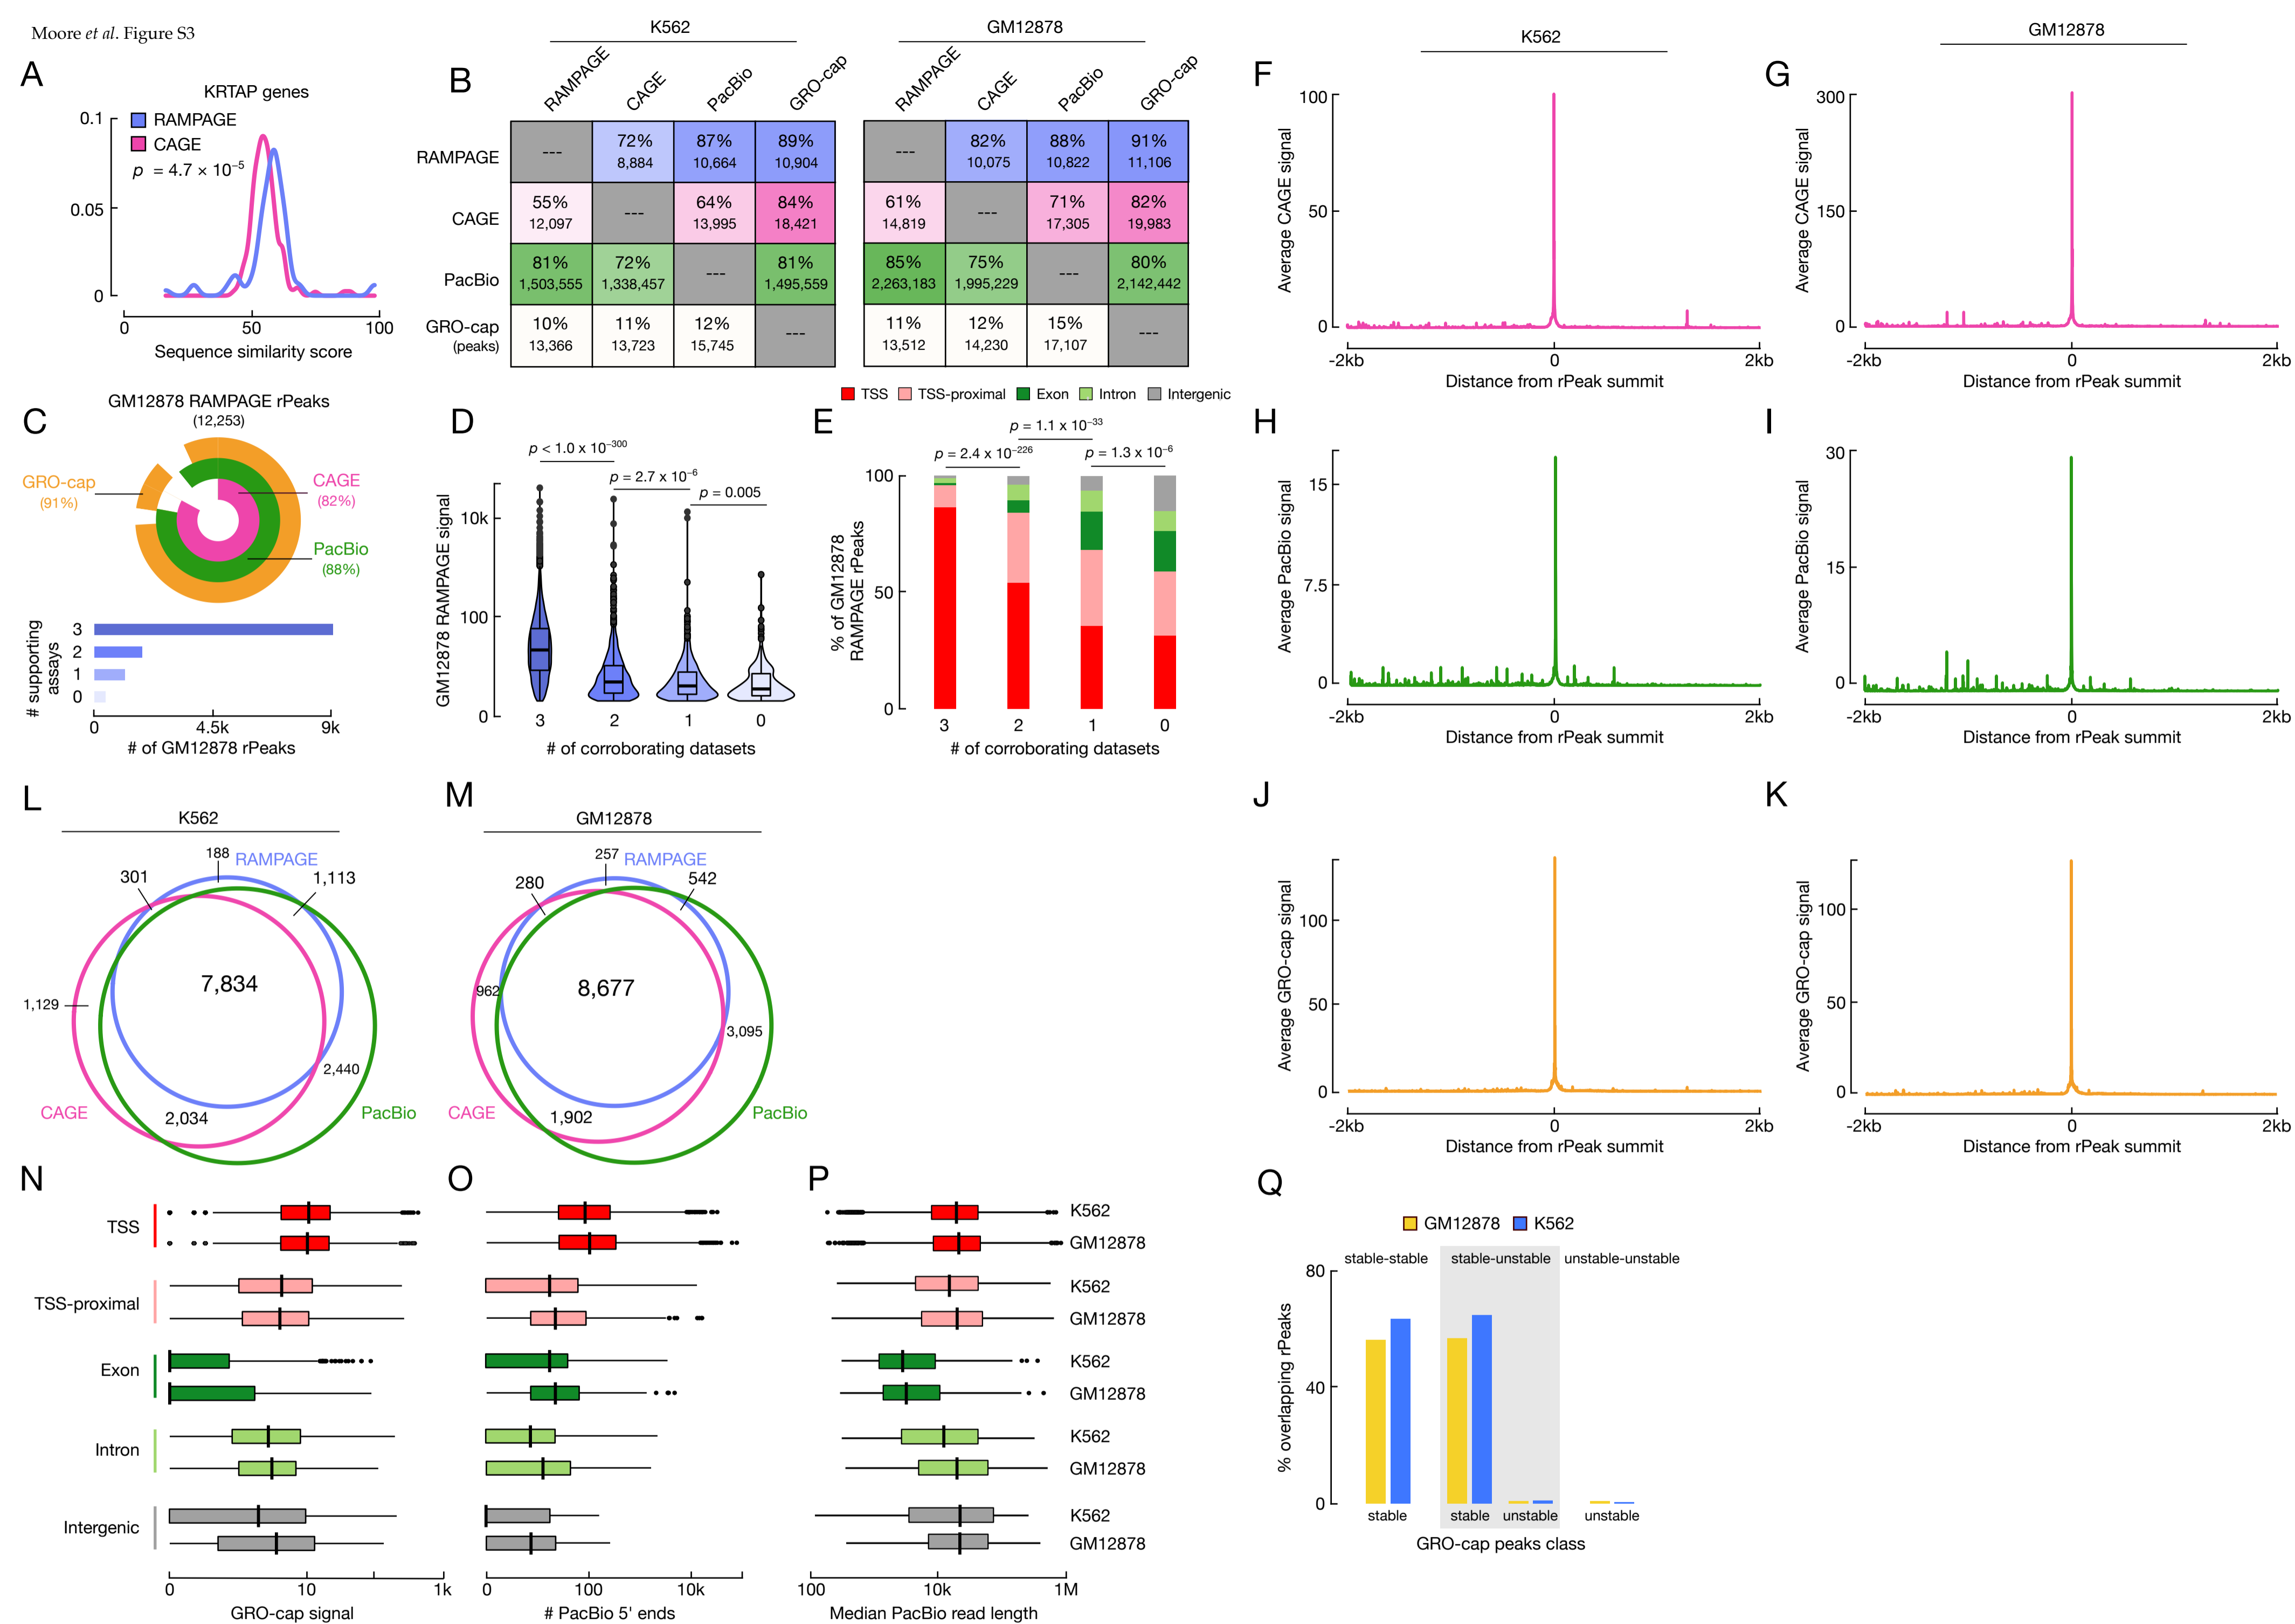 Moore et al. Figure S3
A
KRTAP genes
RAMPAGE
CAGE
p = 4.7 × 10⁻⁵
0.1
0.05
0
0 50 100
Sequence similarity score
B
K562
GM12878
RAMPAGE CAGE PacBio GRO-cap
RAMPAGE CAGE PacBio GRO-cap
RAMPAGE
--- 72% 87% 89%
8,884 10,664 10,904
--- 82% 88% 91%
10,075 10,822 11,106
CAGE
55% --- 64% 84%
12,097 13,995 18,421
61% --- 71% 82%
14,819 17,305 19,983
PacBio
81% 72% --- 81%
1,503,555 1,338,457 1,495,559
85% 75% --- 80%
2,263,183 1,995,229 2,142,442
GRO-cap
(peaks)
10% 11% 12% ---
13,366 13,723 15,745
11% 12% 15% ---
13,512 14,230 17,107
C
GM12878 RAMPAGE rPeaks
(12,253)
GRO-cap
(91%)
CAGE
(82%)
PacBio
(88%)
# supporting
assays
3
2
1
0
0 4.5k 9k
# of GM12878 rPeaks
D
p < 1.0 x 10⁻³⁰⁰
p = 2.7 x 10⁻⁶
p = 0.005
GM12878 RAMPAGE signal
10k
100
0
3 2 1 0
# of corroborating datasets
TSS TSS-proximal Exon Intron Intergenic
E
p = 1.1 x 10⁻³³
p = 2.4 x 10⁻²²⁶
p = 1.3 x 10⁻⁶
% of GM12878
RAMPAGE rPeaks
100
50
0
3 2 1 0
# of corroborating datasets
F
K562
Average CAGE signal
100
50
0
-2kb 0 2kb
Distance from rPeak summit
G
GM12878
Average CAGE signal
300
150
0
-2kb 0 2kb
Distance from rPeak summit
H
Average PacBio signal
15
7.5
0
-2kb 0 2kb
Distance from rPeak summit
I
Average PacBio signal
30
15
0
-2kb 0 2kb
Distance from rPeak summit
J
Average GRO-cap signal
100
50
0
-2kb 0 2kb
Distance from rPeak summit
K
Average GRO-cap signal
100
50
0
-2kb 0 2kb
Distance from rPeak summit
L
K562
188 RAMPAGE
301
1,113
7,834
1,129
2,440
CAGE
2,034
PacBio
M
GM12878
257 RAMPAGE
280
542
8,677
962
3,095
CAGE
1,902
PacBio
N
TSS
TSS-proximal
Exon
Intron
Intergenic
0 10 1k
GRO-cap signal
O
0 100 10k
# PacBio 5' ends
P
K562
GM12878
K562
GM12878
K562
GM12878
K562
GM12878
K562
GM12878
100 10k 1M
Median PacBio read length
Q
GM12878 K562
stable-stable stable-unstable unstable-unstable
% overlapping rPeaks
80
40
0
stable stable unstable unstable
GRO-cap peaks class